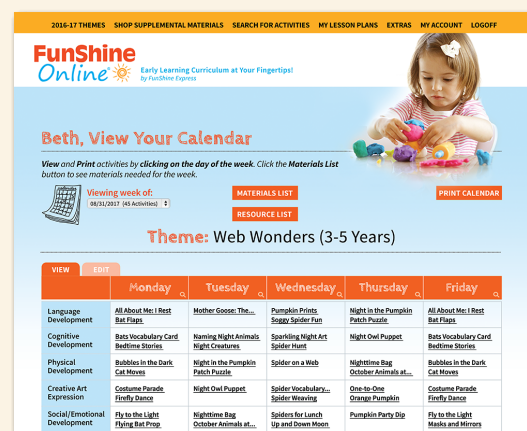 2016-17 THEMES SHOP SUPPLEMENTAL MATERIALS SEARCH FOR ACTIVITIES MY LESSON PLANS EXTRAS MY ACCOUNT LOGOFF
FunShine
Online
Early Learning Curriculum at Your Fingertips!
by FunShine Express
Beth, View Your Calendar
View and Print activities by clicking on the day of the week. Click the Materials List
button to see materials needed for the week.
Viewing week of:
08/31/2017 (45 Activities)
MATERIALS LIST
PRINT CALENDAR
RESOURCE LIST
Theme: Web Wonders (3-5 Years)
VIEW EDIT
Monday Tuesday Wednesday Thursday Friday
Language Development
All About Me: I Rest
Bat Flaps
Mother Goose: The...
Pumpkin Prints
Soggy Spider Fun
Night in the Pumpkin
Patch Puzzle
All About Me: I Rest
Bat Flaps
Cognitive Development
Bats Vocabulary Card
Bedtime Stories
Naming Night Animals
Night Creatures
Sparkling Night Art
Spider Hunt
Night Owl Puppet
Bats Vocabulary Card
Bedtime Stories
Physical Development
Bubbles in the Dark
Cat Moves
Night in the Pumpkin
Patch Puzzle
Spider on a Web
Nighttime Bag
October Animals at...
Bubbles in the Dark
Cat Moves
Creative Art Expression
Costume Parade
Firefly Dance
Night Owl Puppet
Spider Vocabulary...
Spider Weaving
One-to-One
Orange Pumpkin
Costume Parade
Firefly Dance
Social/Emotional Development
Fly to the Light
Flying Bat Prop
Nighttime Bag
October Animals at...
Spiders for Lunch
Up and Down Moon
Pumpkin Party Dip
Fly to the Light
Masks and Mirrors